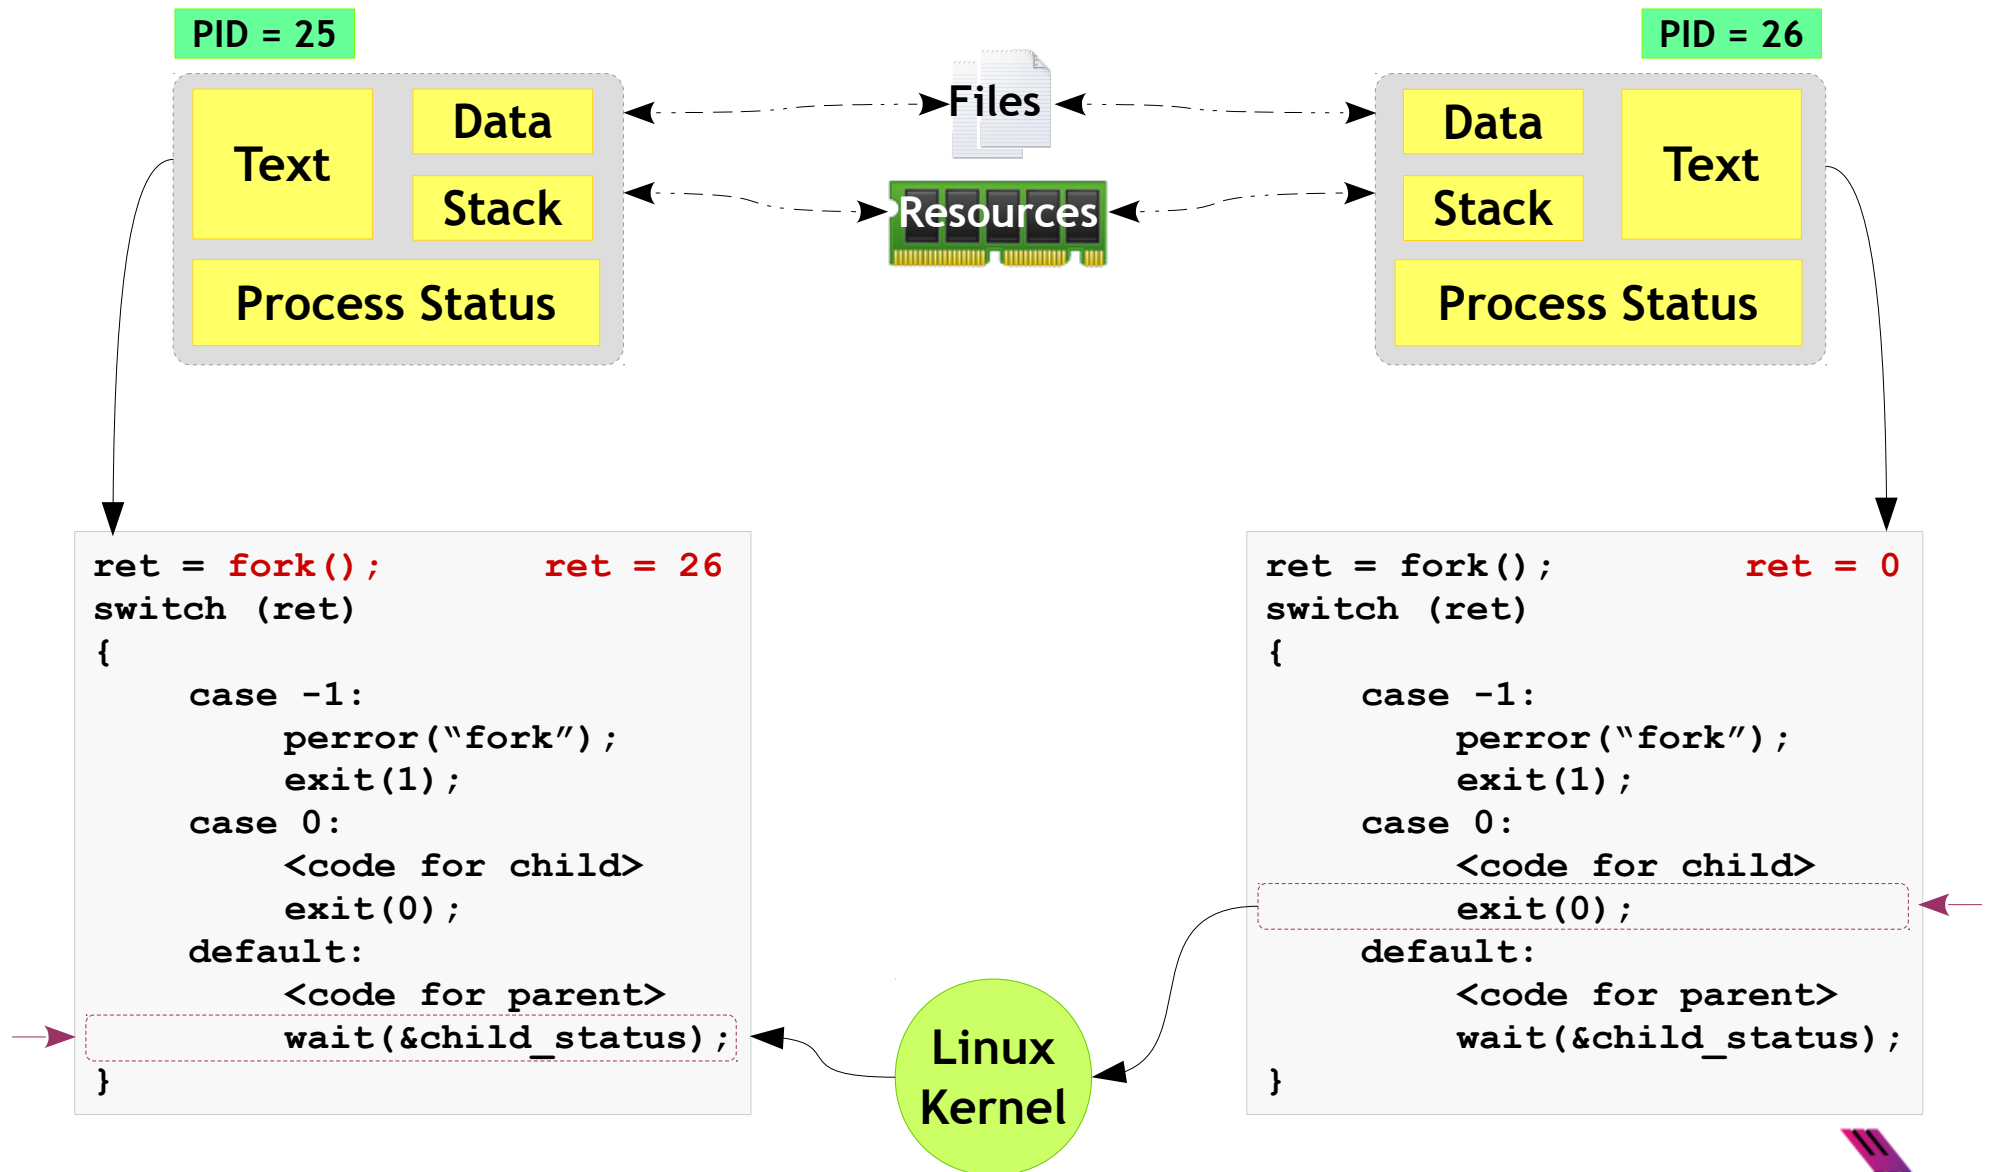 PID = 25
PID = 26
Text
Data
Stack
Process Status
Files
Resources
Data
Stack
Text
Process Status
ret = fork(); ret = 26
switch (ret)
{
case -1:
perror(“fork”);
exit(1);
case 0:
<code for child>
exit(0);
default:
<code for parent>
wait(&child_status);
}
ret = fork(); ret = 0
switch (ret)
{
case -1:
perror(“fork”);
exit(1);
case 0:
<code for child>
exit(0);
default:
<code for parent>
wait(&child_status);
}
Linux
Kernel